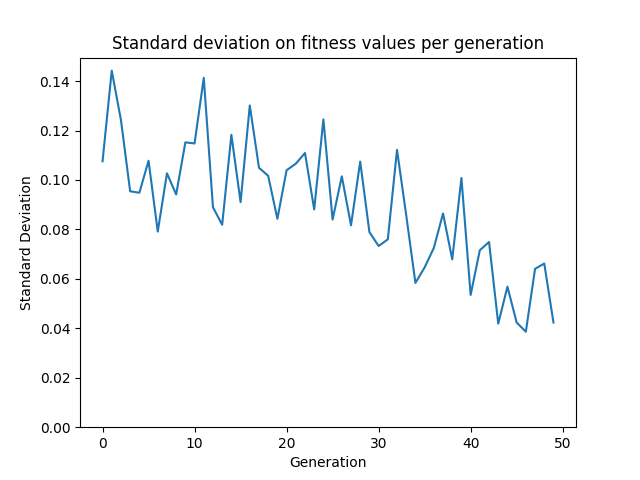 Standard deviation on fitness values per generation
0.14
0.12
0.10
0.08
0.06
0.04
0.02
0.00
Standard Deviation
0 10 20 30 40 50
Generation